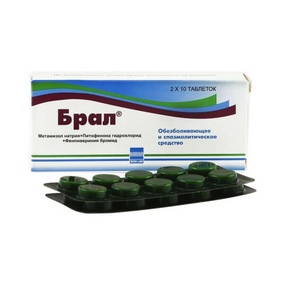 2 X 10 ТАБЛЕТОК
Брал®
Метамизол натрия+Питофенона гидрохлорид
+Фенпивериния бромид
Обезболивающее
и спазмолитическое
средство